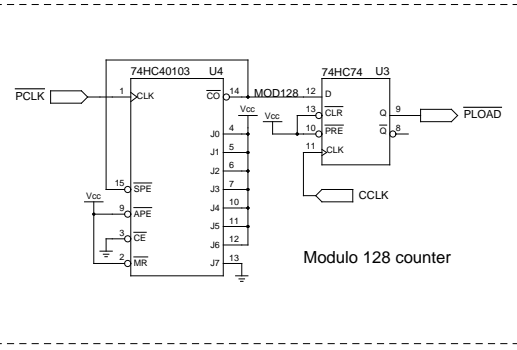 74HC40103 U4
74HC74 U3
PCLK
1
CLK
CO
14
MOD128
12
D
Vcc
13
CLR
Q
9
PLOAD
Vcc
10
PRE
Q
8
11
CLK
J0
4
J1
5
J2
6
J3
7
J4
10
J5
11
J6
12
J7
13
15
SPE
Vcc
9
APE
3
CE
2
MR
CCLK
Modulo 128 counter